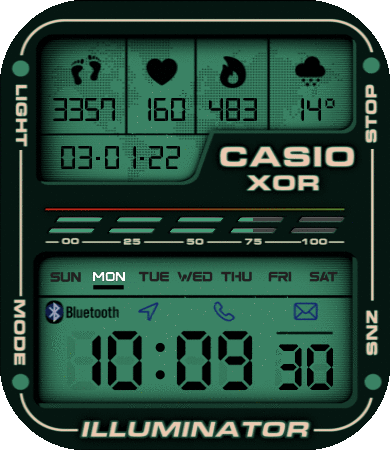 3357 160 483 14°
03-01-22
CASIO
XOR
LIGHT
STOP
00 25 50 75 100
SUN MON TUE WED THU FRI SAT
Bluetooth
10:09 30
MODE
SNZ
ILLUMINATOR